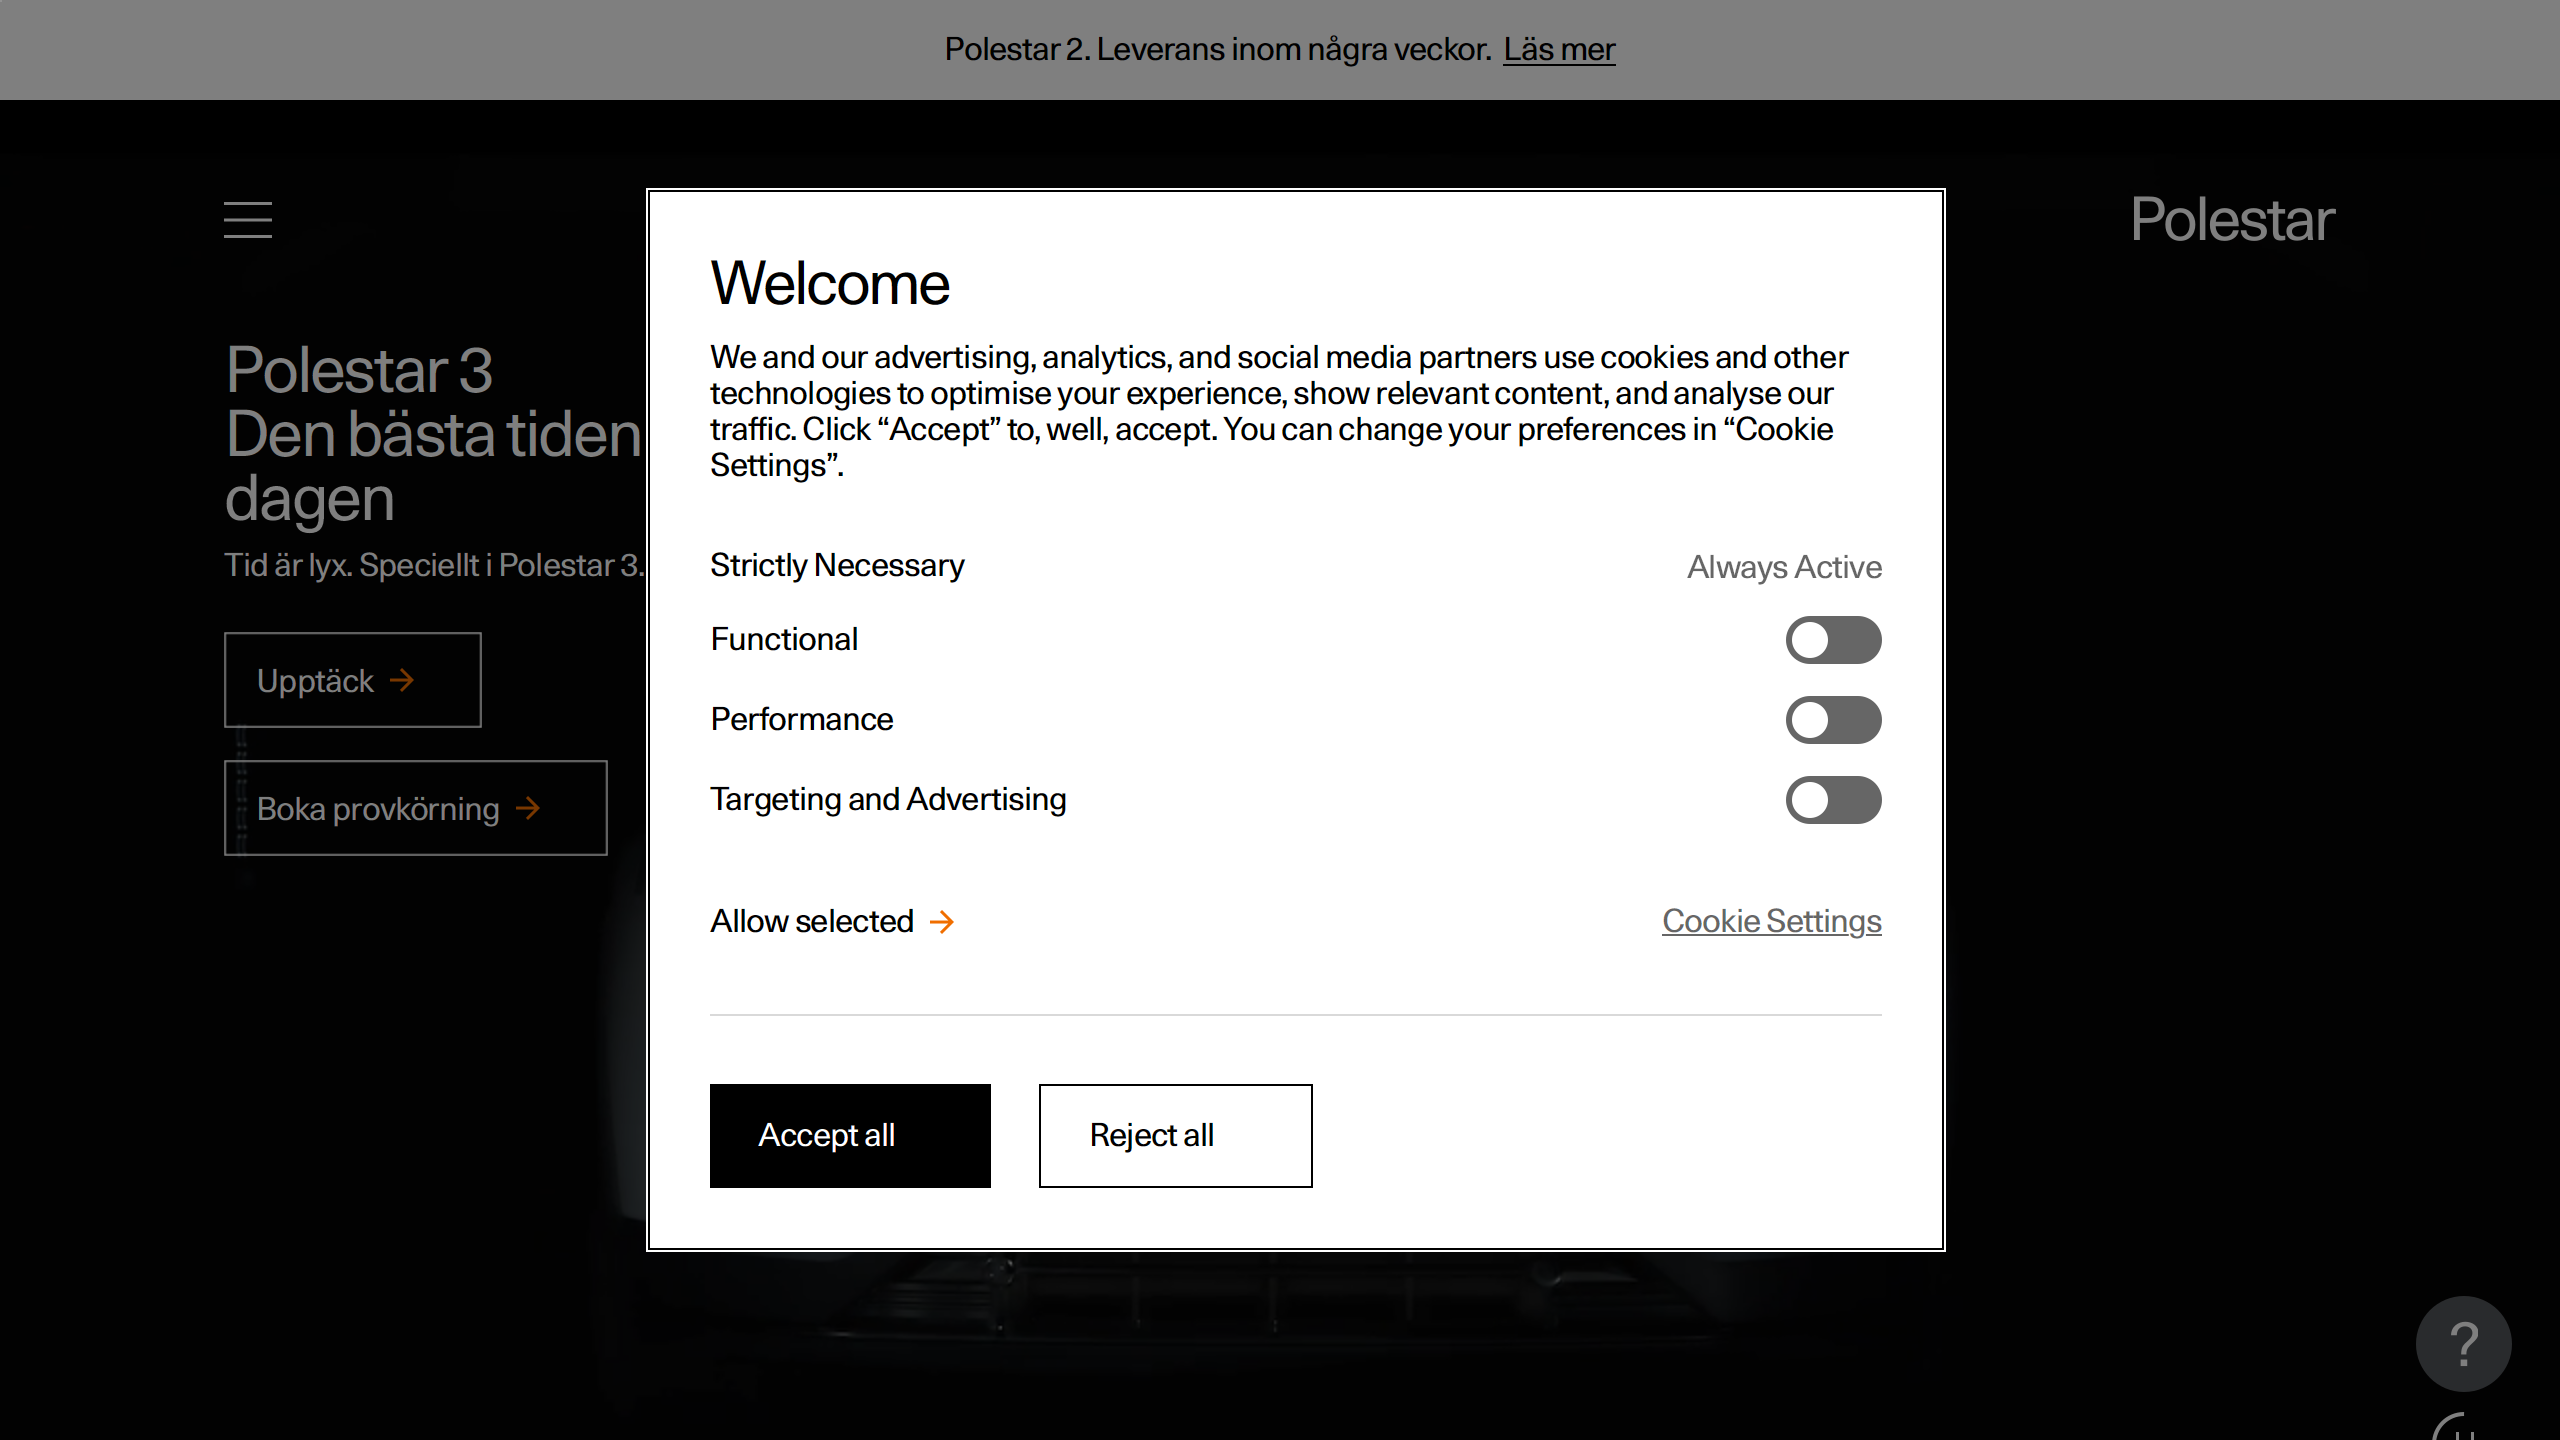 Polestar 2. Leverans inom några veckor. Läs mer
Polestar
Polestar 3
Den bästa tiden
dagen
Tid är lyx. Speciellt i Polestar 3.
Upptäck
Boka provkörning
Welcome
We and our advertising, analytics, and social media partners use cookies and other
technologies to optimise your experience, show relevant content, and analyse our
traffic. Click “Accept” to, well, accept. You can change your preferences in “Cookie
Settings”.
Strictly Necessary Always Active
Functional
Performance
Targeting and Advertising
Allow selected Cookie Settings
Accept all Reject all
?